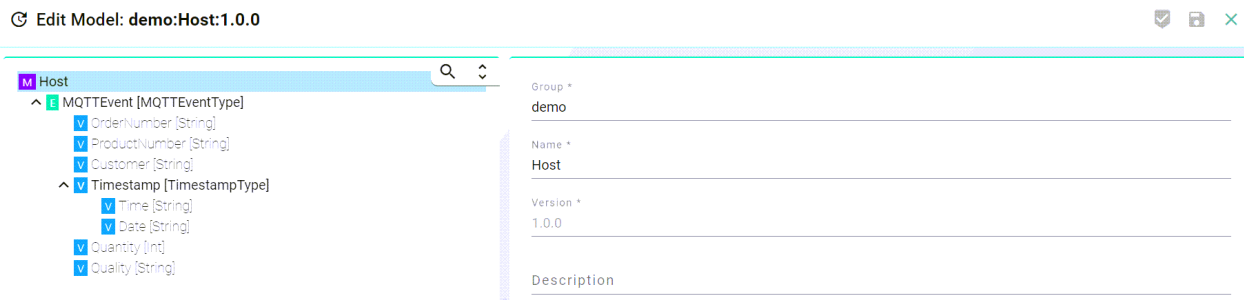 Edit Model: demo:Host:1.0.0
M Host
E MQTTEvent [MQTTEventType]
V OrderNumber [String]
V ProductNumber [String]
V Customer [String]
V Timestamp [TimestampType]
V Time [String]
V Date [String]
V Quantity [Int]
V Quality [String]
Group *
demo
Name *
Host
Version *
1.0.0
Description